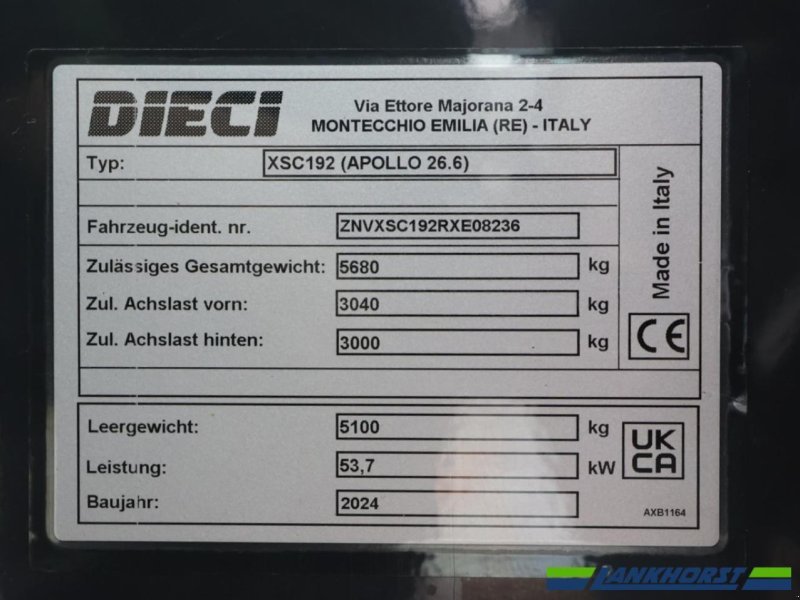 DIECI
Via Ettore Majorana 2-4
MONTECCHIO EMILIA (RE) - ITALY
Typ: XSC192 (APOLLO 26.6)
Fahrzeug-ident. nr. ZNVXSC192RXE08236
Zulässiges Gesamtgewicht: 5680 kg
Zul. Achslast vorn: 3040 kg
Zul. Achslast hinten: 3000 kg
Made in Italy
CE
Leergewicht: 5100 kg
Leistung: 53,7 kW
Baujahr: 2024
UK
CA
AXB1164
LANKHORST